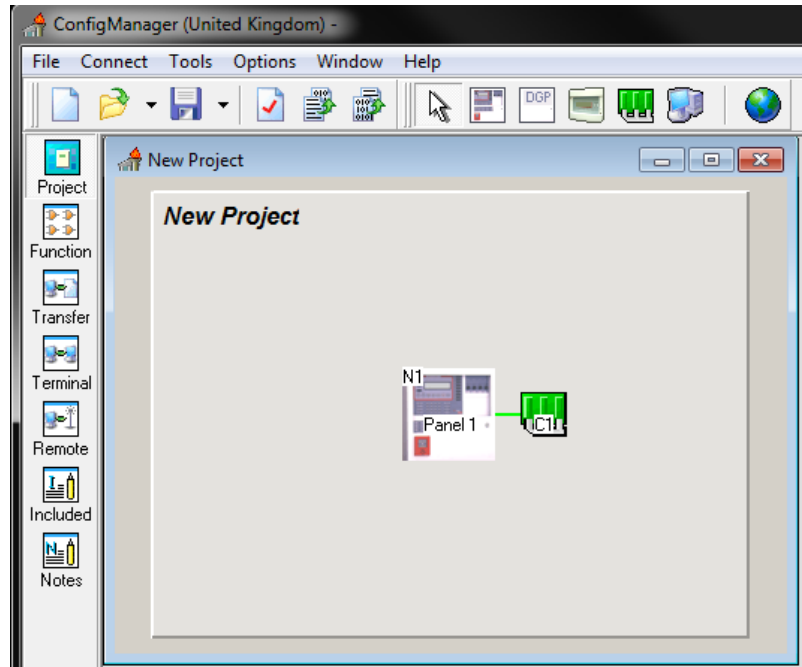 ConfigManager (United Kingdom) -
File Connect Tools Options Window Help
DGP
Project
Function
Transfer
Terminal
Remote
Included
Notes
New Project
New Project
N1
Panel 1
C1